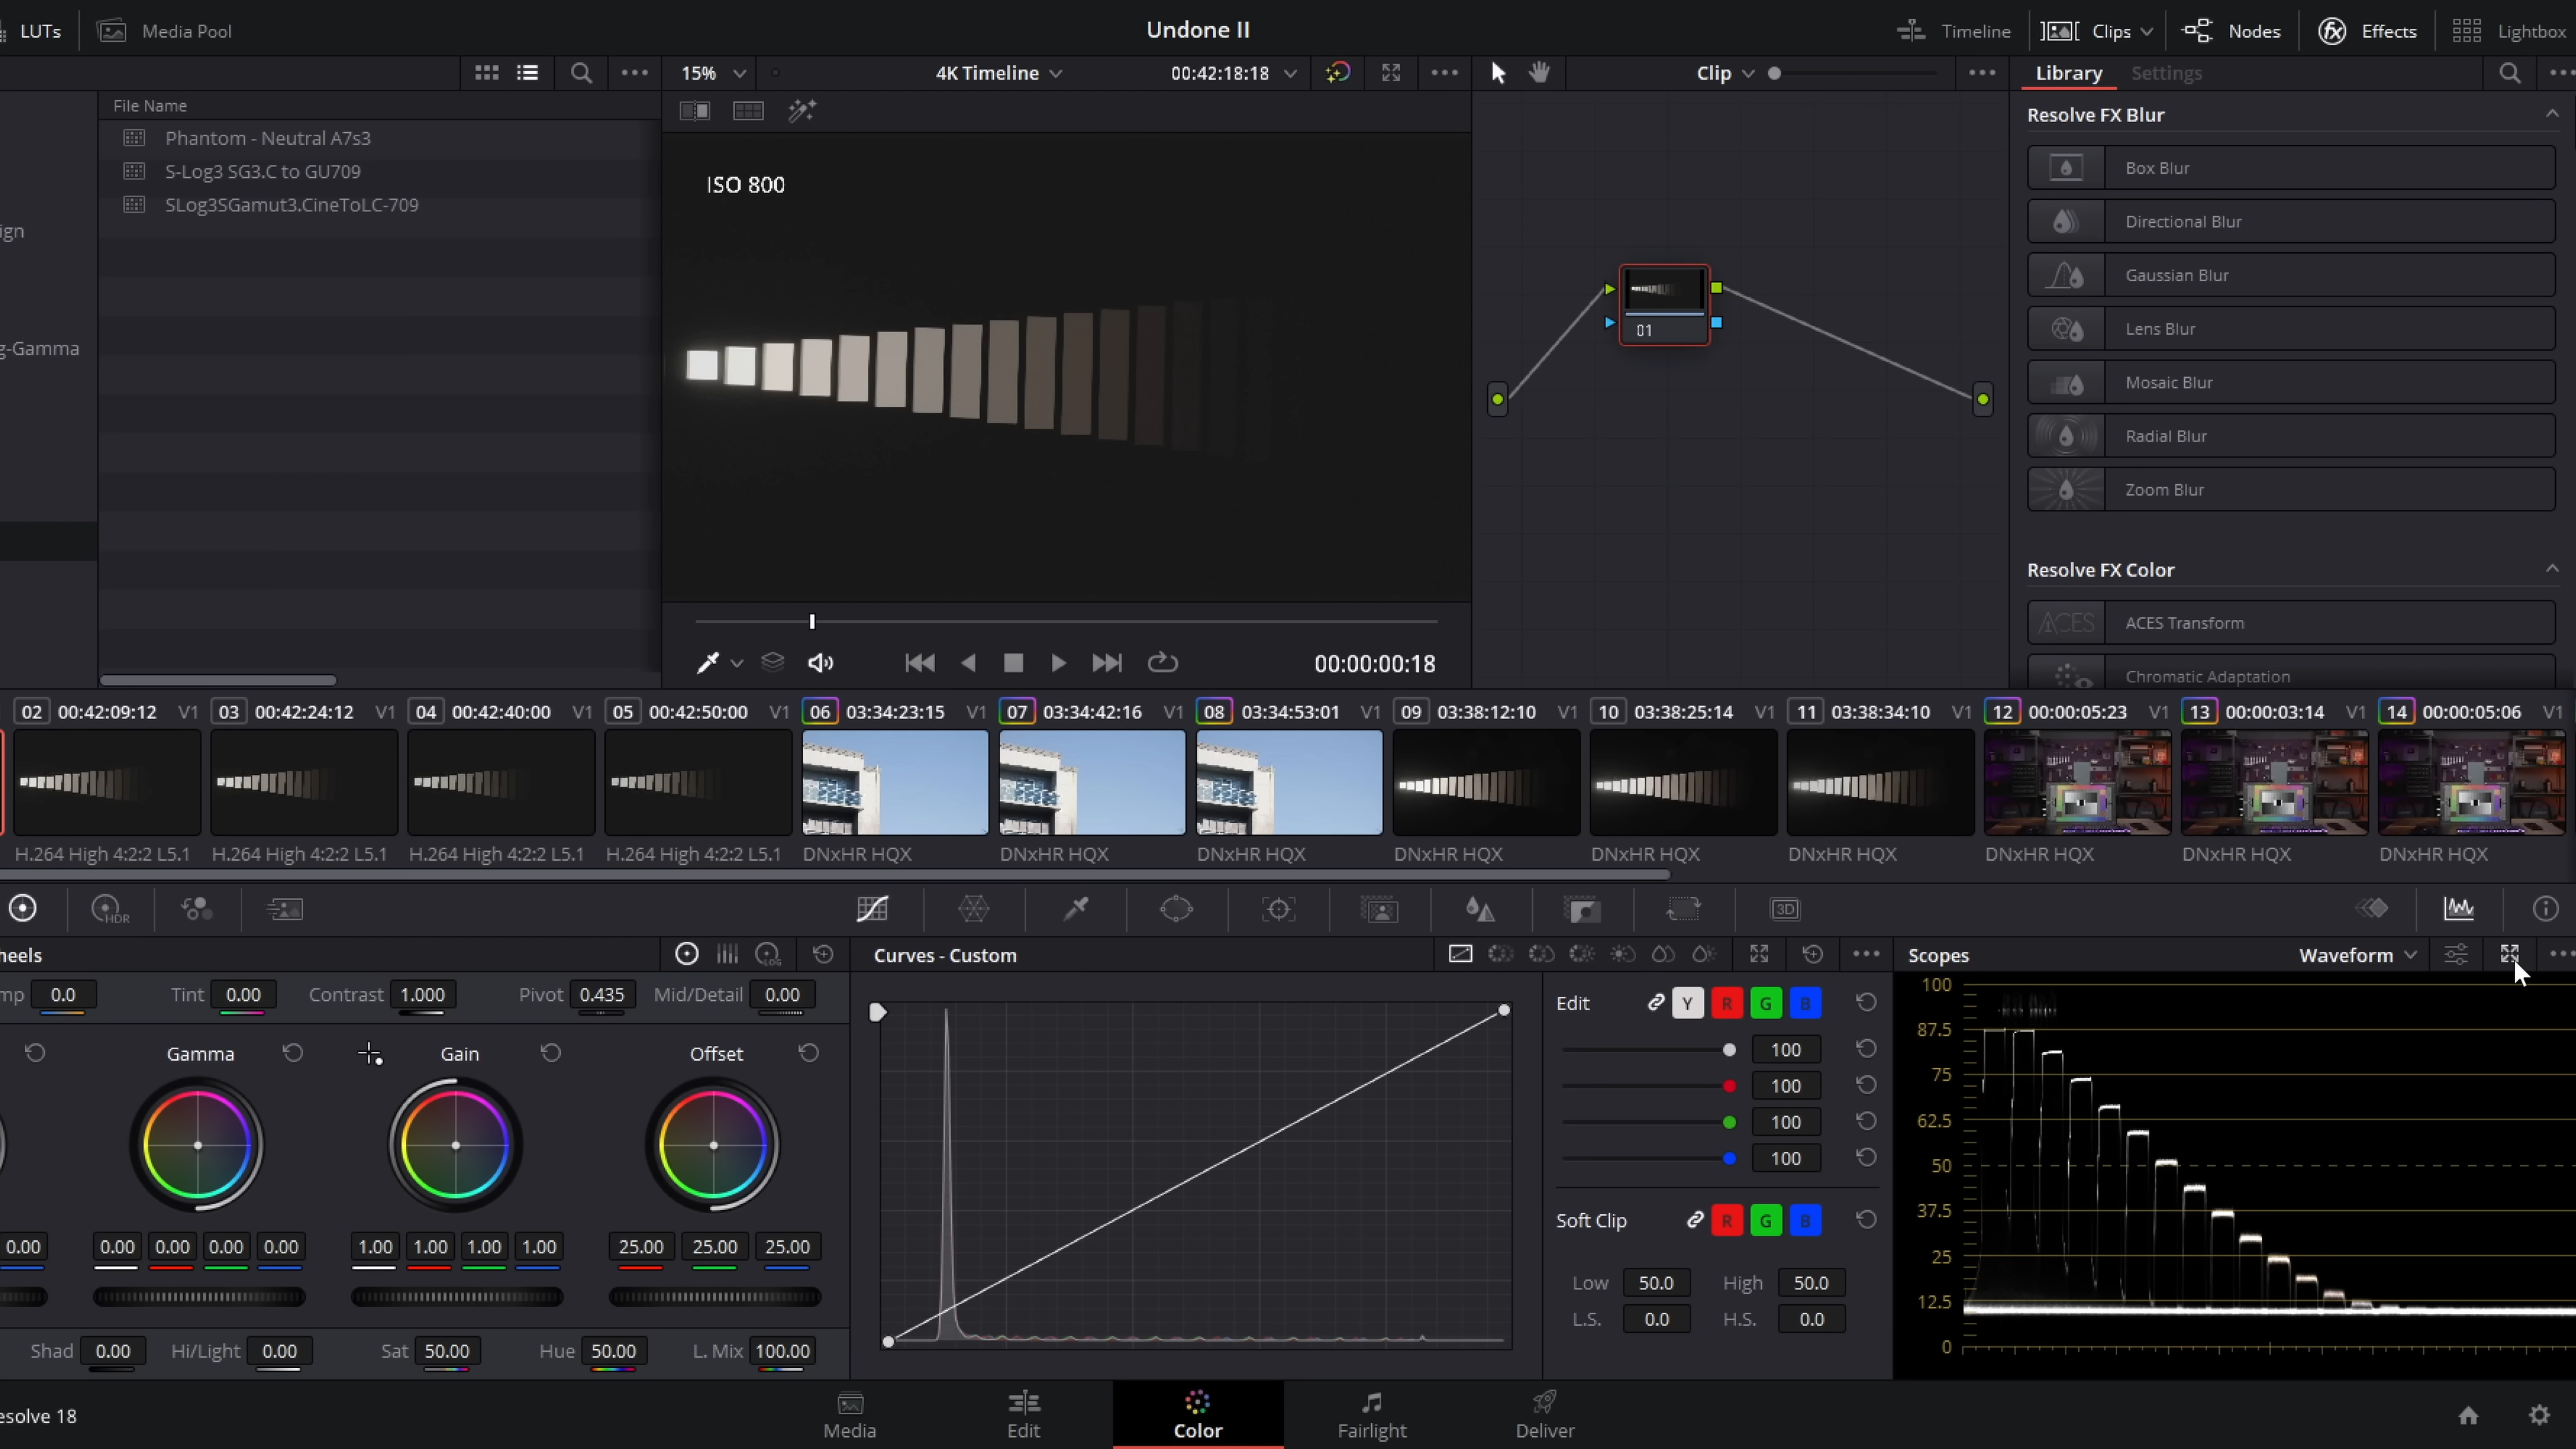 LUTs Media Pool Undone II Timeline Clips Nodes Effects Lightbox
15% 4K Timeline 00:42:18:18 Clip Library Settings
File Name
Phantom - Neutral A7s3
S-Log3 SG3.C to GU709
SLog3SGamut3.CineToLC-709
ign
g-Gamma
ISO 800
01
Resolve FX Blur
Box Blur
Directional Blur
Gaussian Blur
Lens Blur
Mosaic Blur
Radial Blur
Zoom Blur
Resolve FX Color
ACES ACES Transform
Chromatic Adaptation
00:00:00:18
02 00:42:09:12 V1 03 00:42:24:12 V1 04 00:42:40:00 V1 05 00:42:50:00 V1 06 03:34:23:15 V1 07 03:34:42:16 V1 08 03:34:53:01 V1 09 03:38:12:10 V1 10 03:38:25:14 V1 11 03:38:34:10 V1 12 00:00:05:23 V1 13 00:00:03:14 V1 14 00:00:05:06 V1
H.264 High 4:2:2 L5.1 H.264 High 4:2:2 L5.1 H.264 High 4:2:2 L5.1 H.264 High 4:2:2 L5.1 DNxHR HQX DNxHR HQX DNxHR HQX DNxHR HQX DNxHR HQX DNxHR HQX DNxHR HQX DNxHR HQX DNxHR HQX
HDR 3D
heels LOG
mp 0.0 Tint 0.00 Contrast 1.000 Pivot 0.435 Mid/Detail 0.00
Gamma Gain Offset
0.00 0.00 0.00 0.00 0.00 1.00 1.00 1.00 1.00 25.00 25.00 25.00
Shad 0.00 Hi/Light 0.00 Sat 50.00 Hue 50.00 L. Mix 100.00
Curves - Custom
Edit Y R G B
100
100
100
100
Soft Clip R G B
Low 50.0 High 50.0
L.S. 0.0 H.S. 0.0
Scopes Waveform
100
87.5
75
62.5
50
37.5
25
12.5
0
esolve 18 Media Edit Color Fairlight Deliver